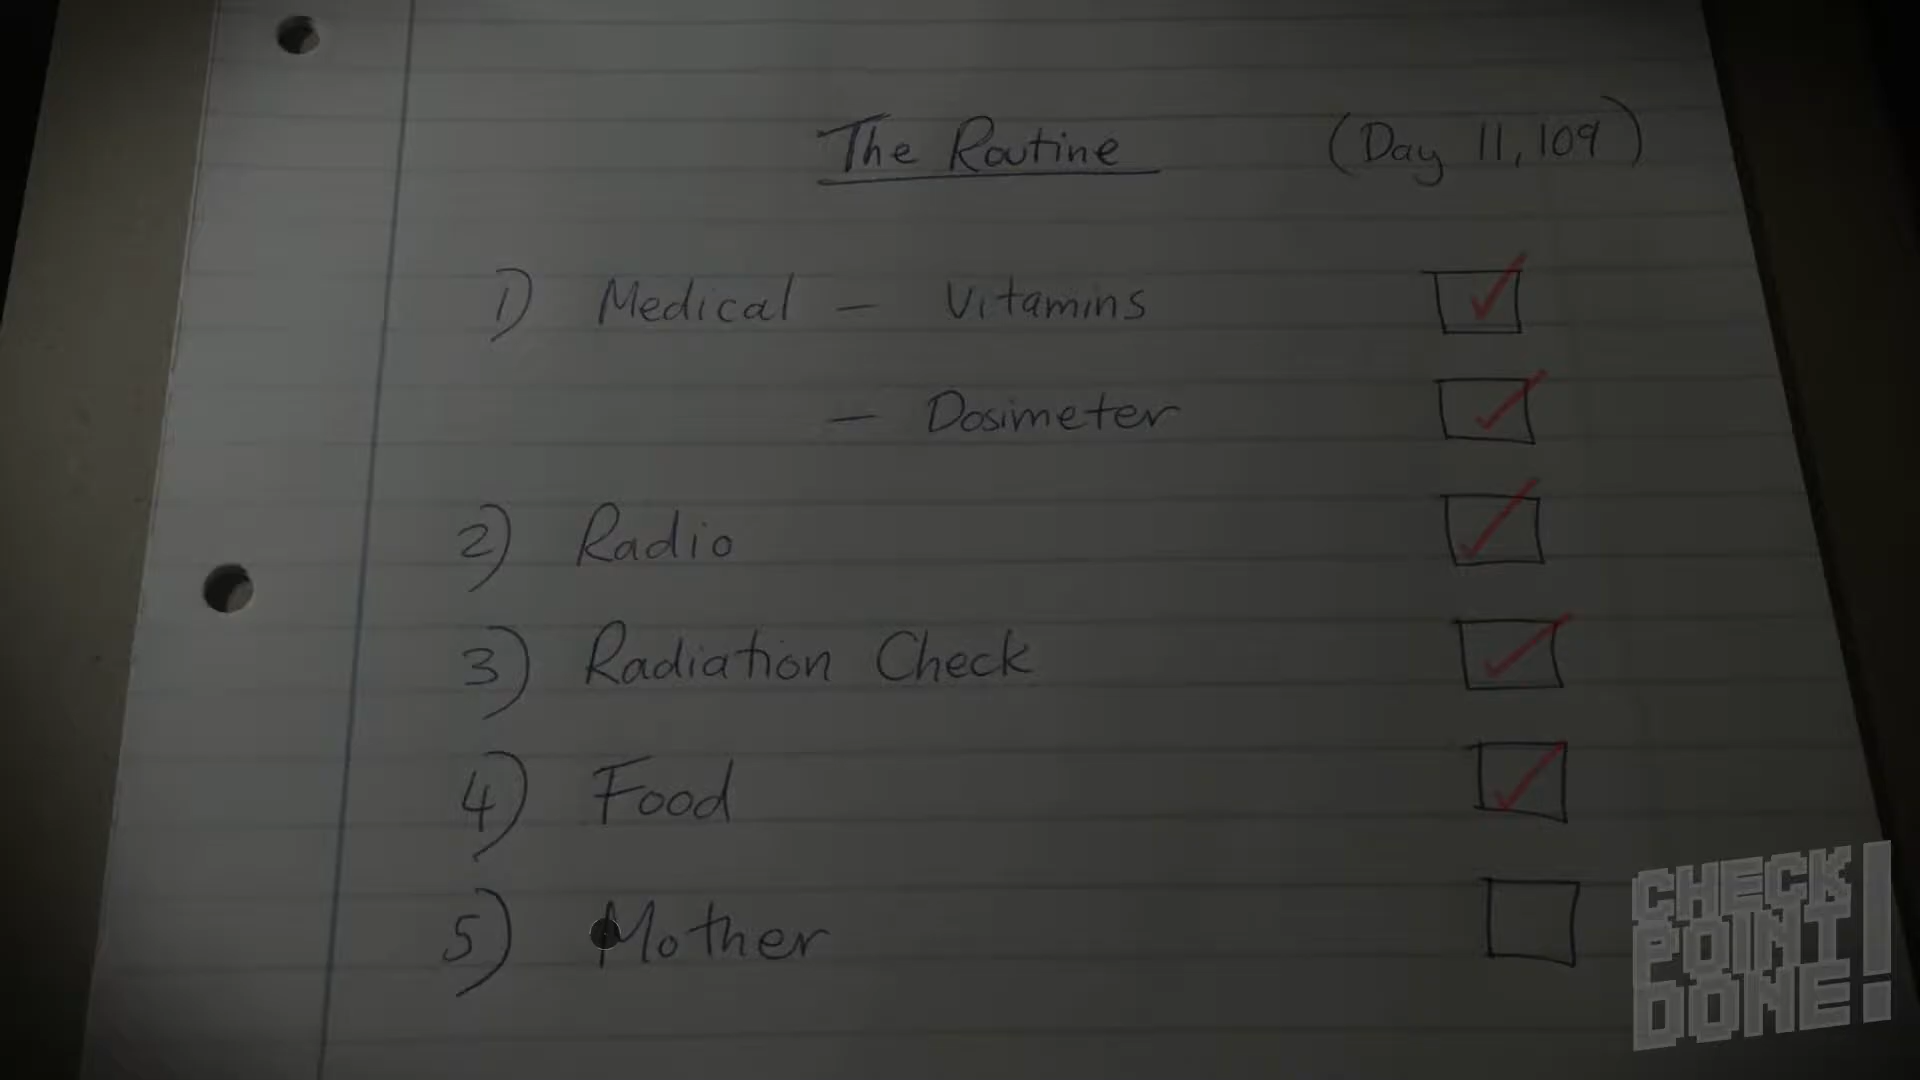 The Routine (Day 11,109)
1) Medical — Vitamins
— Dosimeter
2) Radio
3) Radiation Check
4) Food
5) Mother
CHECK
POINT
DONE!